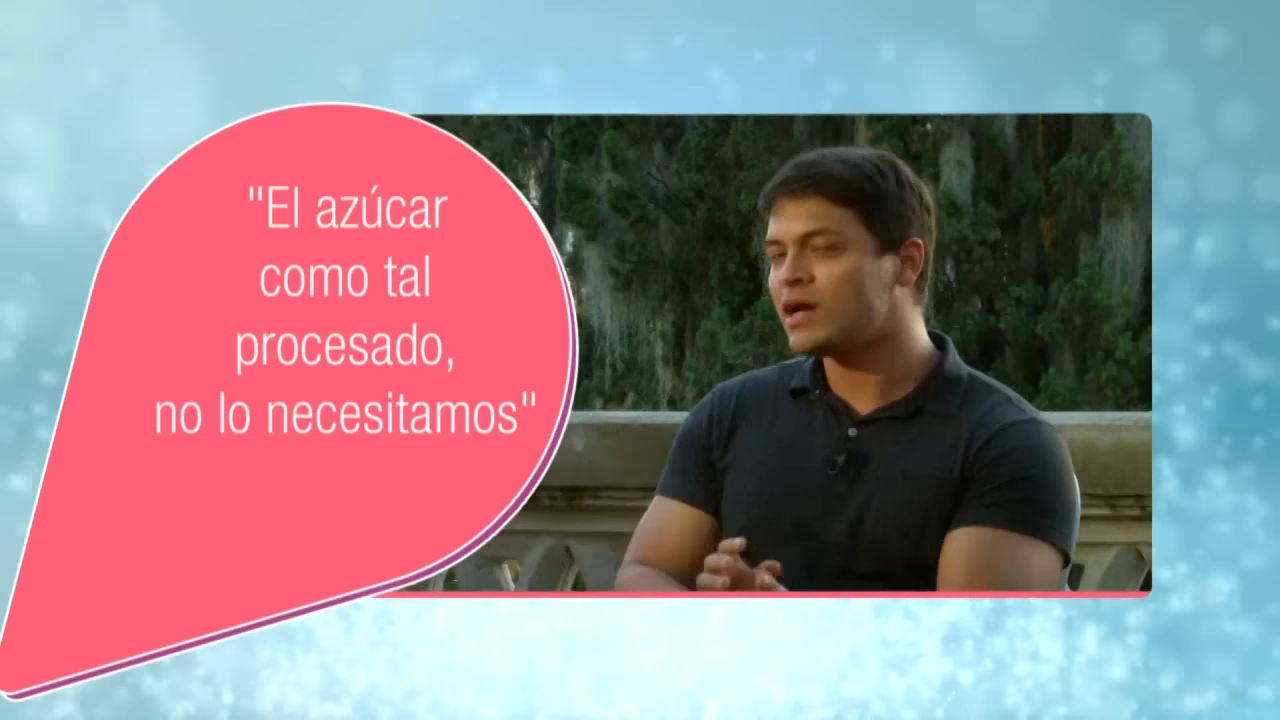 "El azúcar
como tal
procesado,
no lo necesitamos"